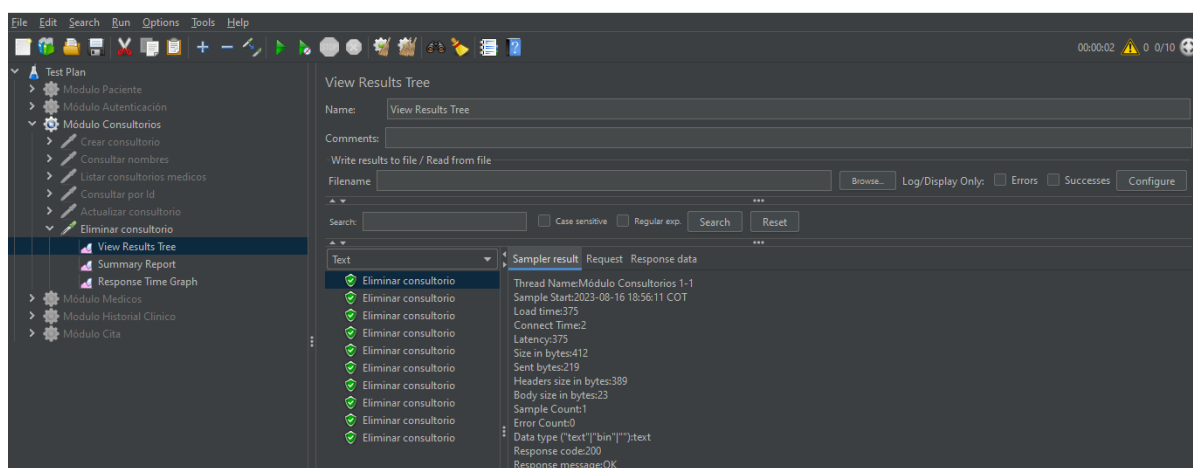 File Edit Search Run Options Tools Help
00:00:02 0 0/10
Test Plan
Modulo Paciente
Módulo Autenticación
Módulo Consultorios
Crear consultorio
Consultar nombres
Listar consultorios medicos
Consultar por Id
Actualizar consultorio
Eliminar consultorio
View Results Tree
Summary Report
Response Time Graph
Módulo Medicos
Modulo Historial Clinico
Módulo Cita
View Results Tree
Name: View Results Tree
Comments:
Write results to file / Read from file
Filename Browse... Log/Display Only: Errors Successes Configure
Search: Case sensitive Regular exp. Search Reset
Text
Eliminar consultorio
Eliminar consultorio
Eliminar consultorio
Eliminar consultorio
Eliminar consultorio
Eliminar consultorio
Eliminar consultorio
Eliminar consultorio
Eliminar consultorio
Eliminar consultorio
Sampler result Request Response data
Thread Name:Módulo Consultorios 1-1
Sample Start:2023-08-16 18:56:11 COT
Load time:375
Connect Time:2
Latency:375
Size in bytes:412
Sent bytes:219
Headers size in bytes:389
Body size in bytes:23
Sample Count:1
Error Count:0
Data type ("text"|"bin"|""):text
Response code:200
Response message:OK